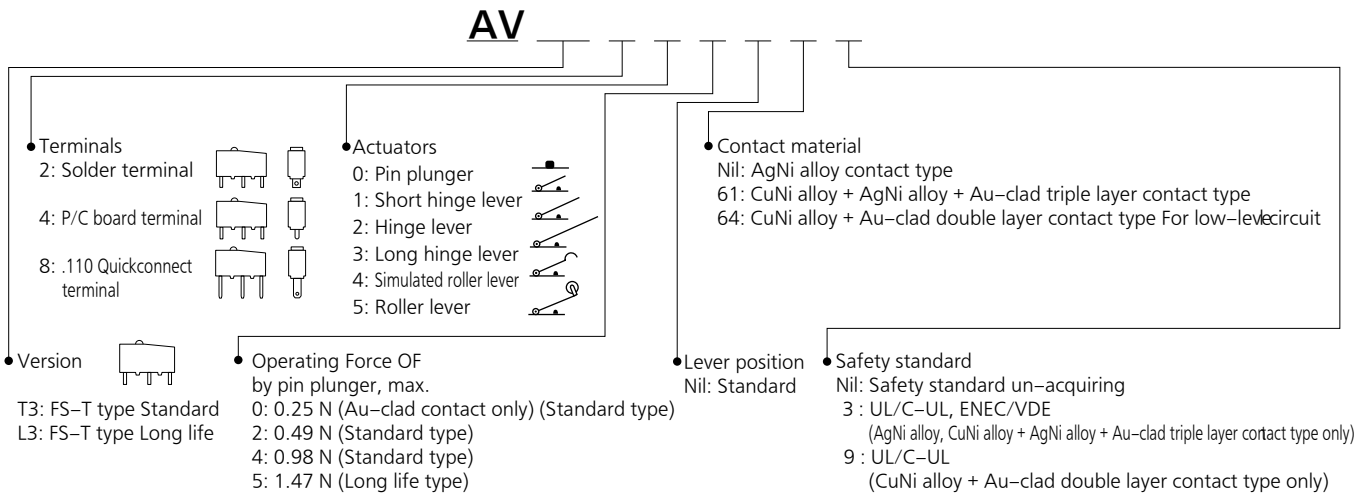 AV
Terminals
2: Solder terminal
4: P/C board terminal
8: .110 Quickconnect
terminal
Actuators
0: Pin plunger
1: Short hinge lever
2: Hinge lever
3: Long hinge lever
4: Simulated roller lever
5: Roller lever
Contact material
Nil: AgNi alloy contact type
61: CuNi alloy + AgNi alloy + Au–clad triple layer contact type
64: CuNi alloy + Au–clad double layer contact type For low–level circuit
Version
T3: FS–T type Standard
L3: FS–T type Long life
Operating Force OF
by pin plunger, max.
0: 0.25 N (Au–clad contact only) (Standard type)
2: 0.49 N (Standard type)
4: 0.98 N (Standard type)
5: 1.47 N (Long life type)
Lever position
Nil: Standard
Safety standard
Nil: Safety standard un–acquiring
3 : UL/C–UL, ENEC/VDE
(AgNi alloy, CuNi alloy + AgNi alloy + Au–clad triple layer contact type only)
9 : UL/C–UL
(CuNi alloy + Au–clad double layer contact type only)